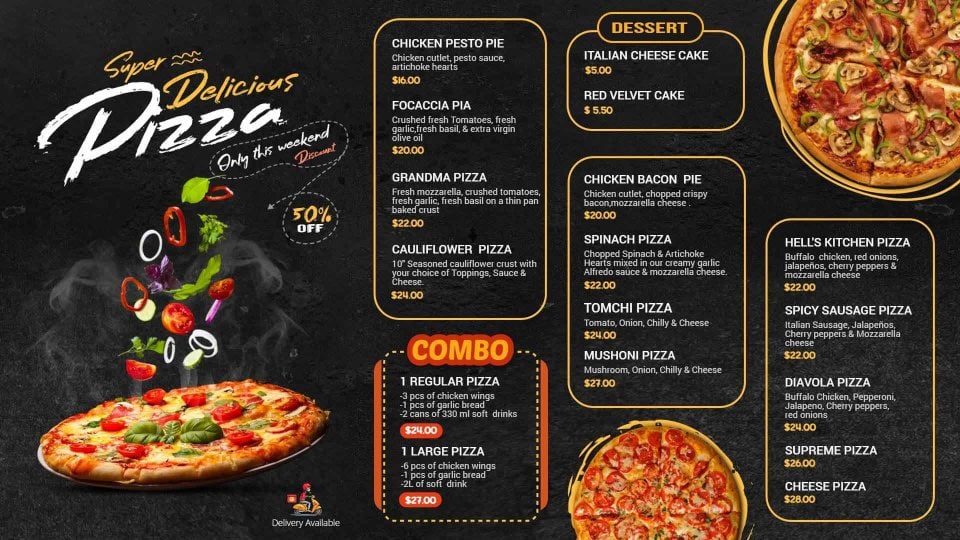 Super
Delicious
Pizza
Only this weekend
Discount
50%
OFF
Delivery Available
CHICKEN PESTO PIE
Chicken cutlet, pesto sauce,
artichoke hearts
$16.00
FOCACCIA PIA
Crushed fresh Tomatoes, fresh
garlic,fresh basil, & extra virgin
olive oil
$20.00
GRANDMA PIZZA
Fresh mozzarella, crushed tomatoes,
fresh garlic, fresh basil on a thin pan
baked crust
$22.00
CAULIFLOWER PIZZA
10" Seasoned cauliflower crust with
your choice of Toppings, Sauce &
Cheese.
$24.00
COMBO
1 REGULAR PIZZA
-3 pcs of chicken wings
-1 pcs of garlic bread
-2 cans of 330 ml soft drinks
$24.00
1 LARGE PIZZA
-6 pcs of chicken wings
-1 pcs of garlic bread
-2L of soft drink
$27.00
DESSERT
ITALIAN CHEESE CAKE
$5.00
RED VELVET CAKE
$ 5.50
CHICKEN BACON PIE
Chicken cutlet, chopped crispy
bacon,mozzarella cheese .
$20.00
SPINACH PIZZA
Chopped Spinach & Artichoke
Hearts mixed in our creamy garlic
Alfredo sauce & mozzarella cheese.
$22.00
TOMCHI PIZZA
Tomato, Onion, Chilly & Cheese
$24.00
MUSHONI PIZZA
Mushroom, Onion, Chilly & Cheese
$27.00
HELL'S KITCHEN PIZZA
Buffalo chicken, red onions,
jalapeños, cherry peppers &
mozzarella cheese
$22.00
SPICY SAUSAGE PIZZA
Italian Sausage, Jalapeños,
Cherry peppers & Mozzarella
cheese
$22.00
DIAVOLA PIZZA
Buffalo Chicken, Pepperoni,
Jalapeno, Cherry peppers,
red onions
$24.00
SUPREME PIZZA
$26.00
CHEESE PIZZA
$28.00